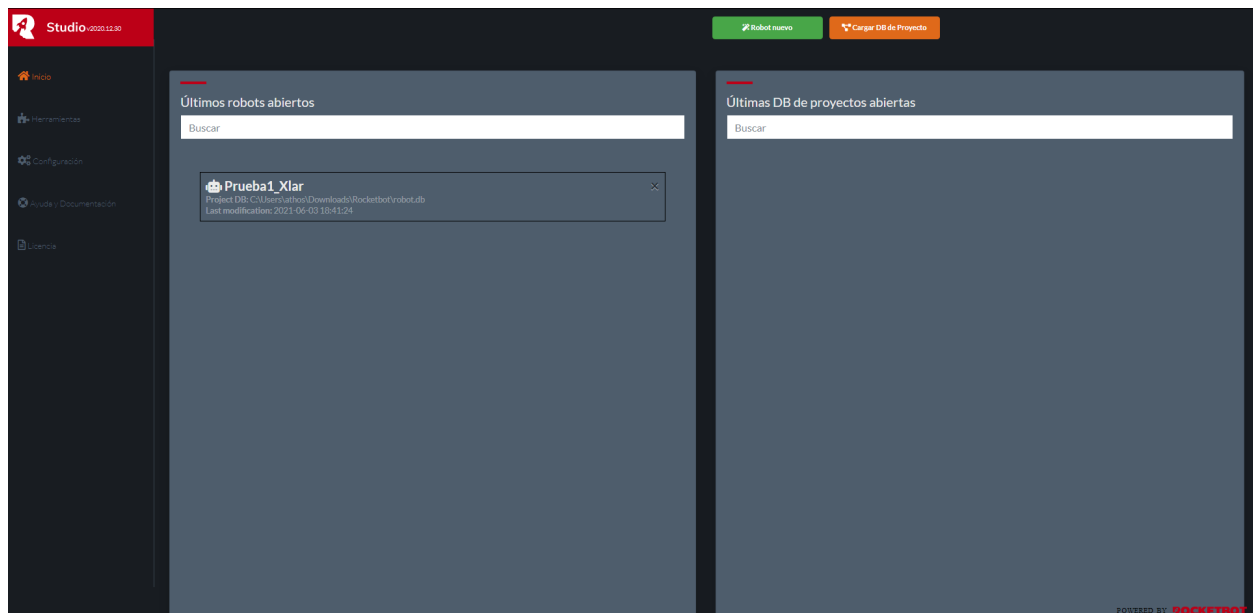 Studio v2020.12.30
Robot nuevo
Cargar DB de Proyecto
Inicio
Herramientas
Configuración
Ayuda y Documentación
Licencia
Últimos robots abiertos
Buscar
Prueba1_Xlar
Project DB: C:\Users\athos\Downloads\Rocketbot\robot.db
Last modification: 2021-06-03 18:41:24
Últimas DB de proyectos abiertas
Buscar
POWERED BY ROCKETBOT